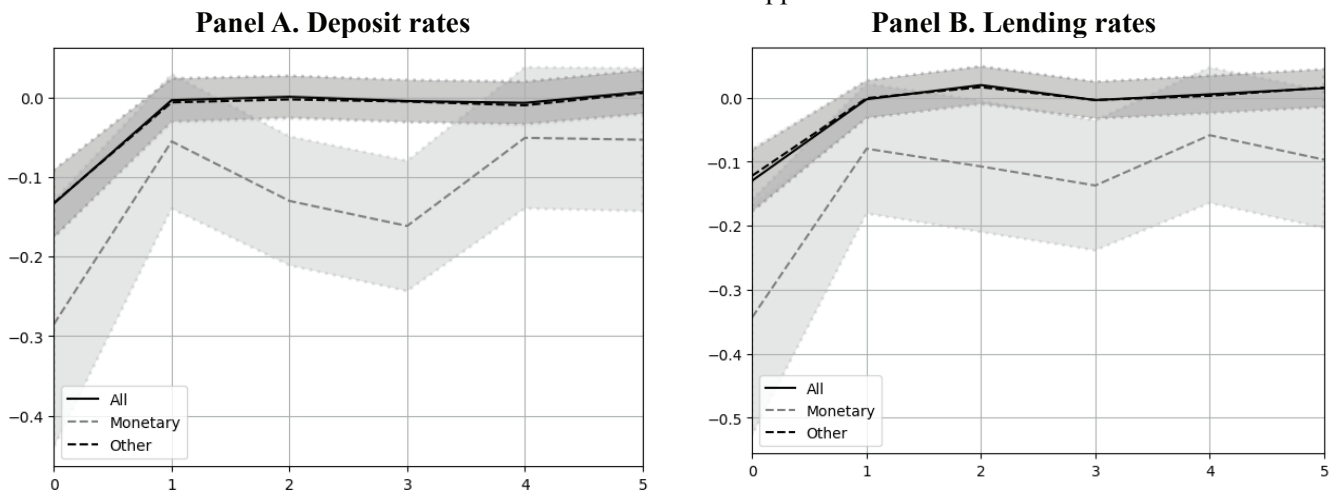 Panel A. Deposit rates
0.0
−0.1
−0.2
−0.3
−0.4
All
Monetary
Other
0 1 2 3 4 5
Panel B. Lending rates
0.0
−0.1
−0.2
−0.3
−0.4
−0.5
All
Monetary
Other
0 1 2 3 4 5